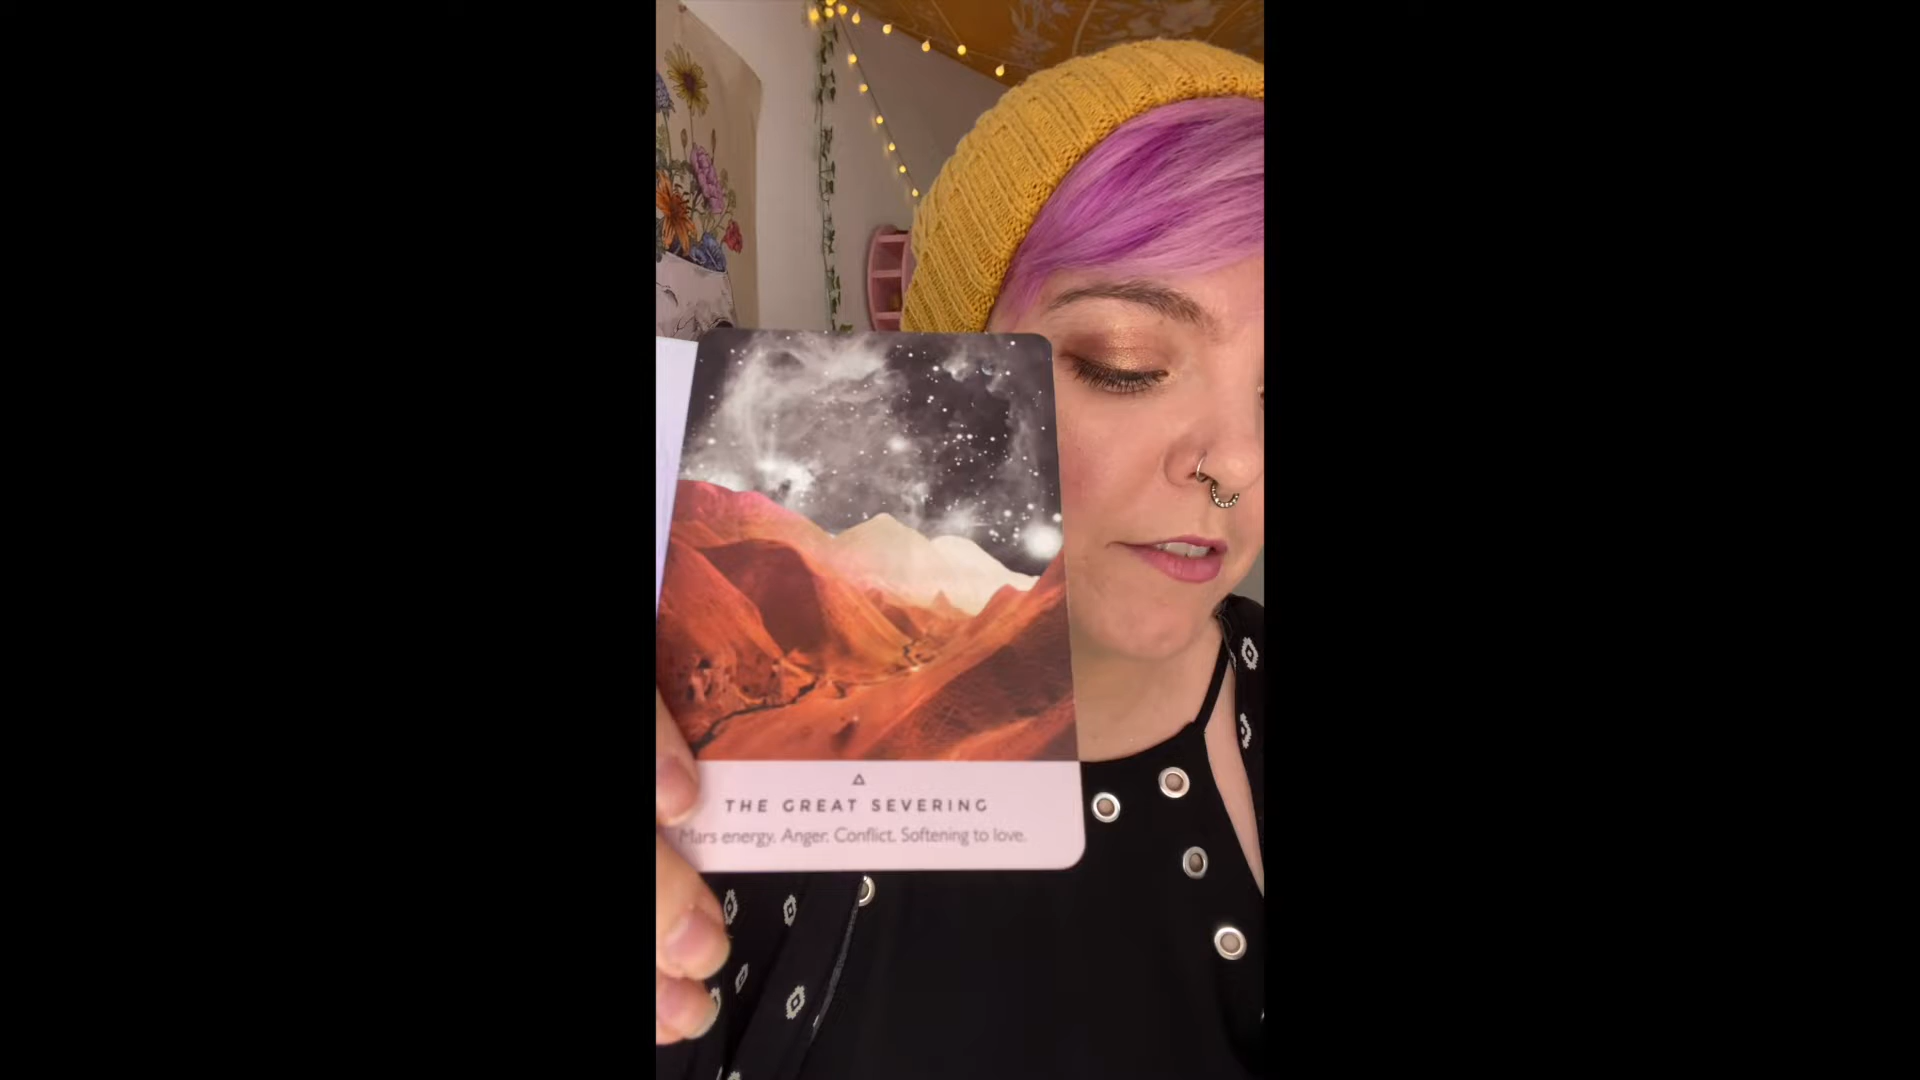 THE GREAT SEVERING
Mars energy. Anger. Conflict. Softening to love.